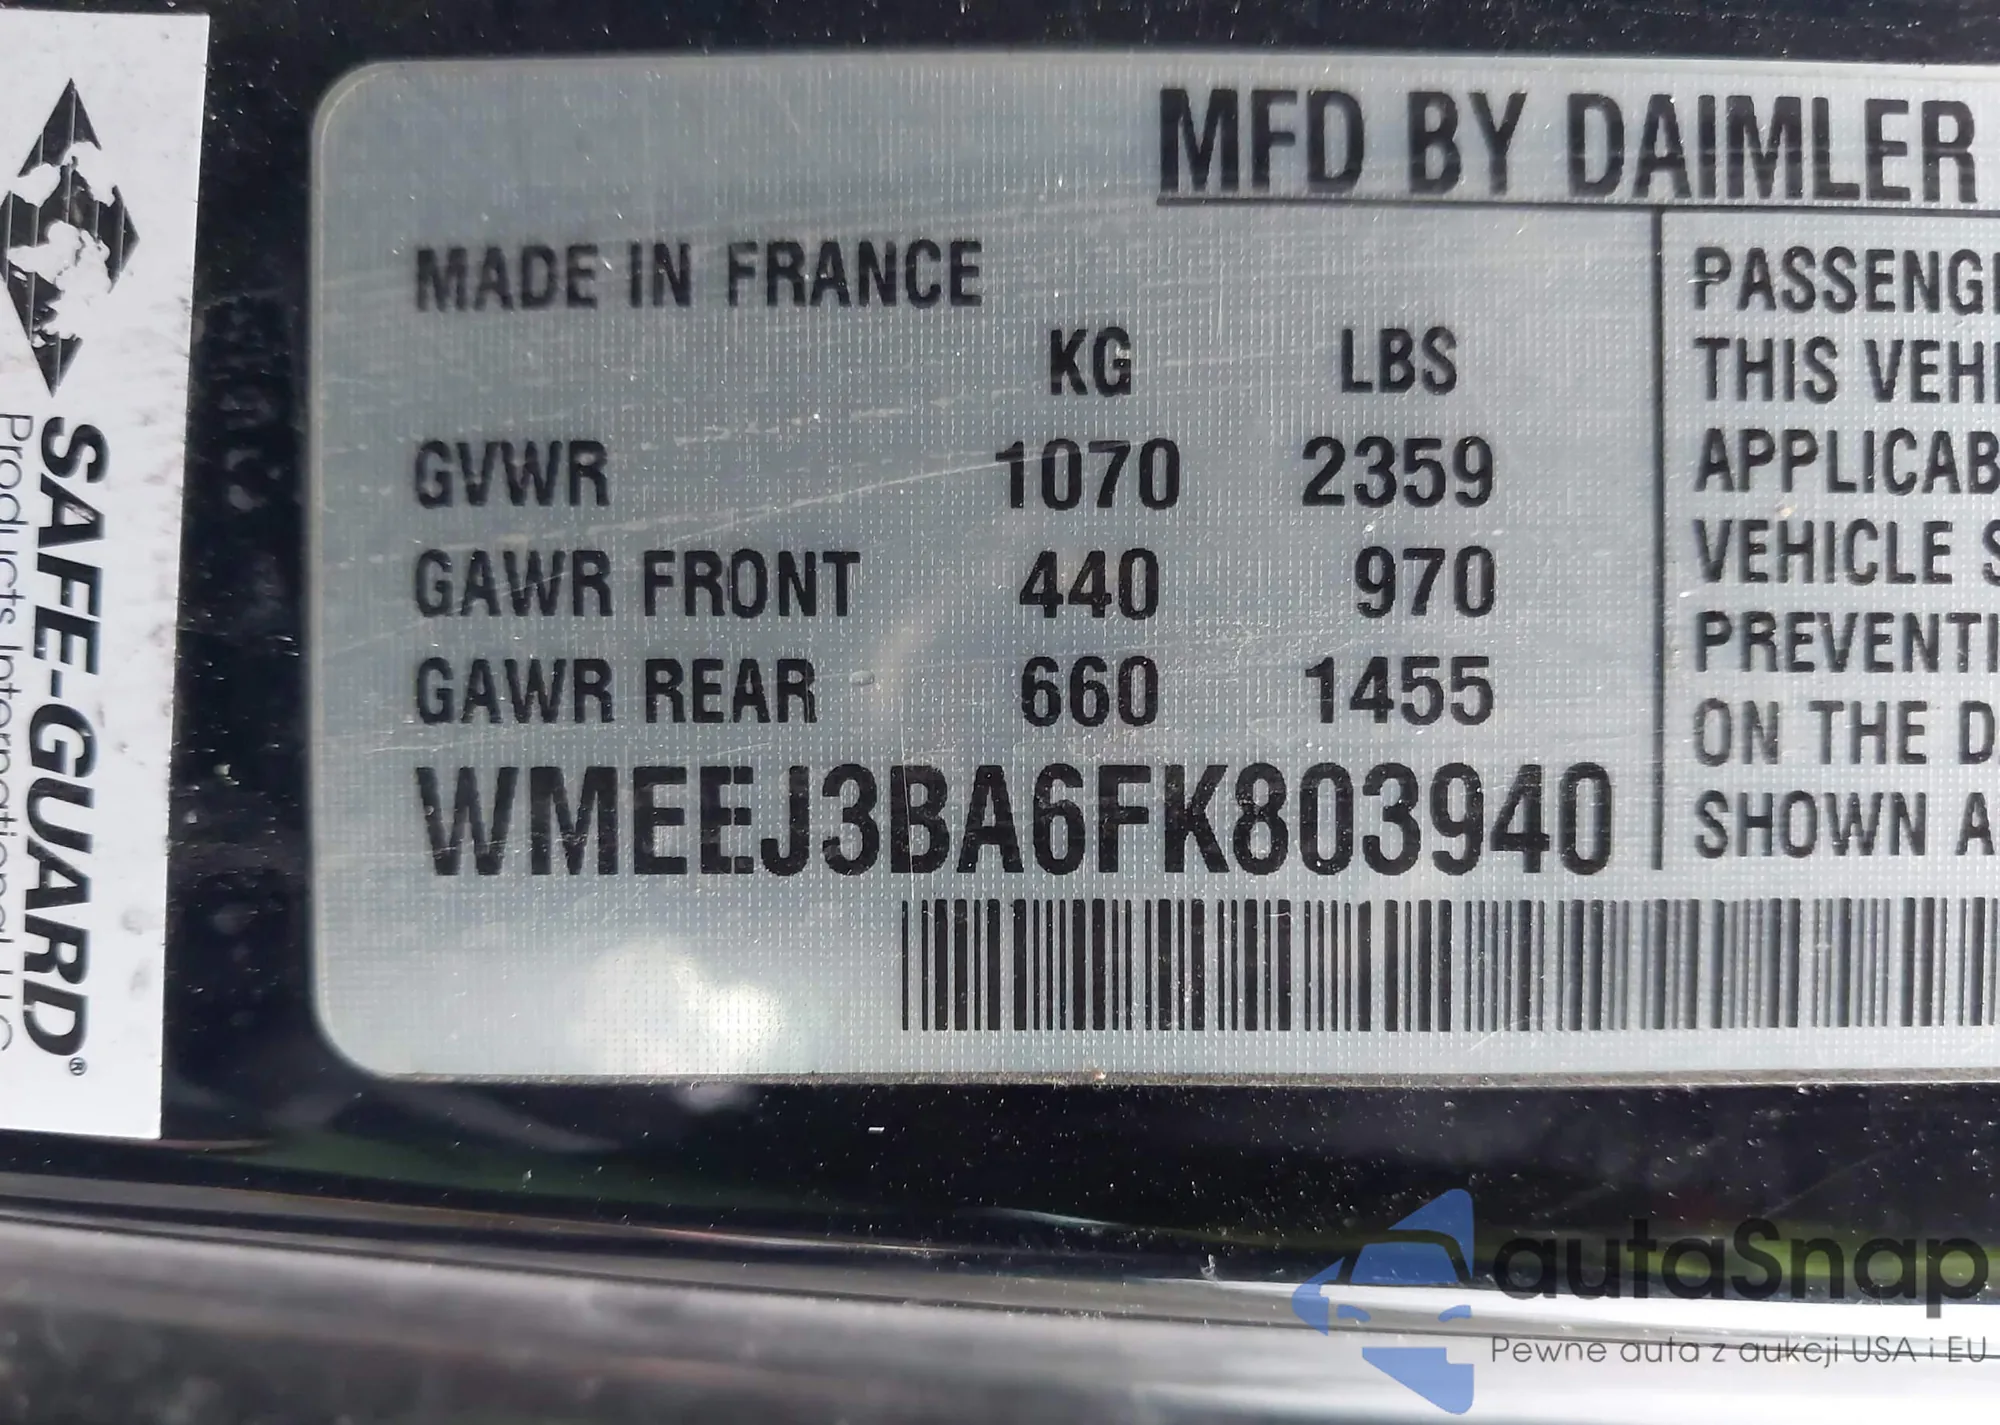 MFD BY DAIMLER
MADE IN FRANCE
KG LBS
GVWR 1070 2359
GAWR FRONT 440 970
GAWR REAR 660 1455
WMEEJ3BA6FK803940
PASSENG
THIS VEHI
APPLICAB
VEHICLE S
PREVENTI
ON THE D
SHOWN A
SAFE-GUARD®
Products International LLC
autoSnap
Pewne auta z aukcji USA i EU